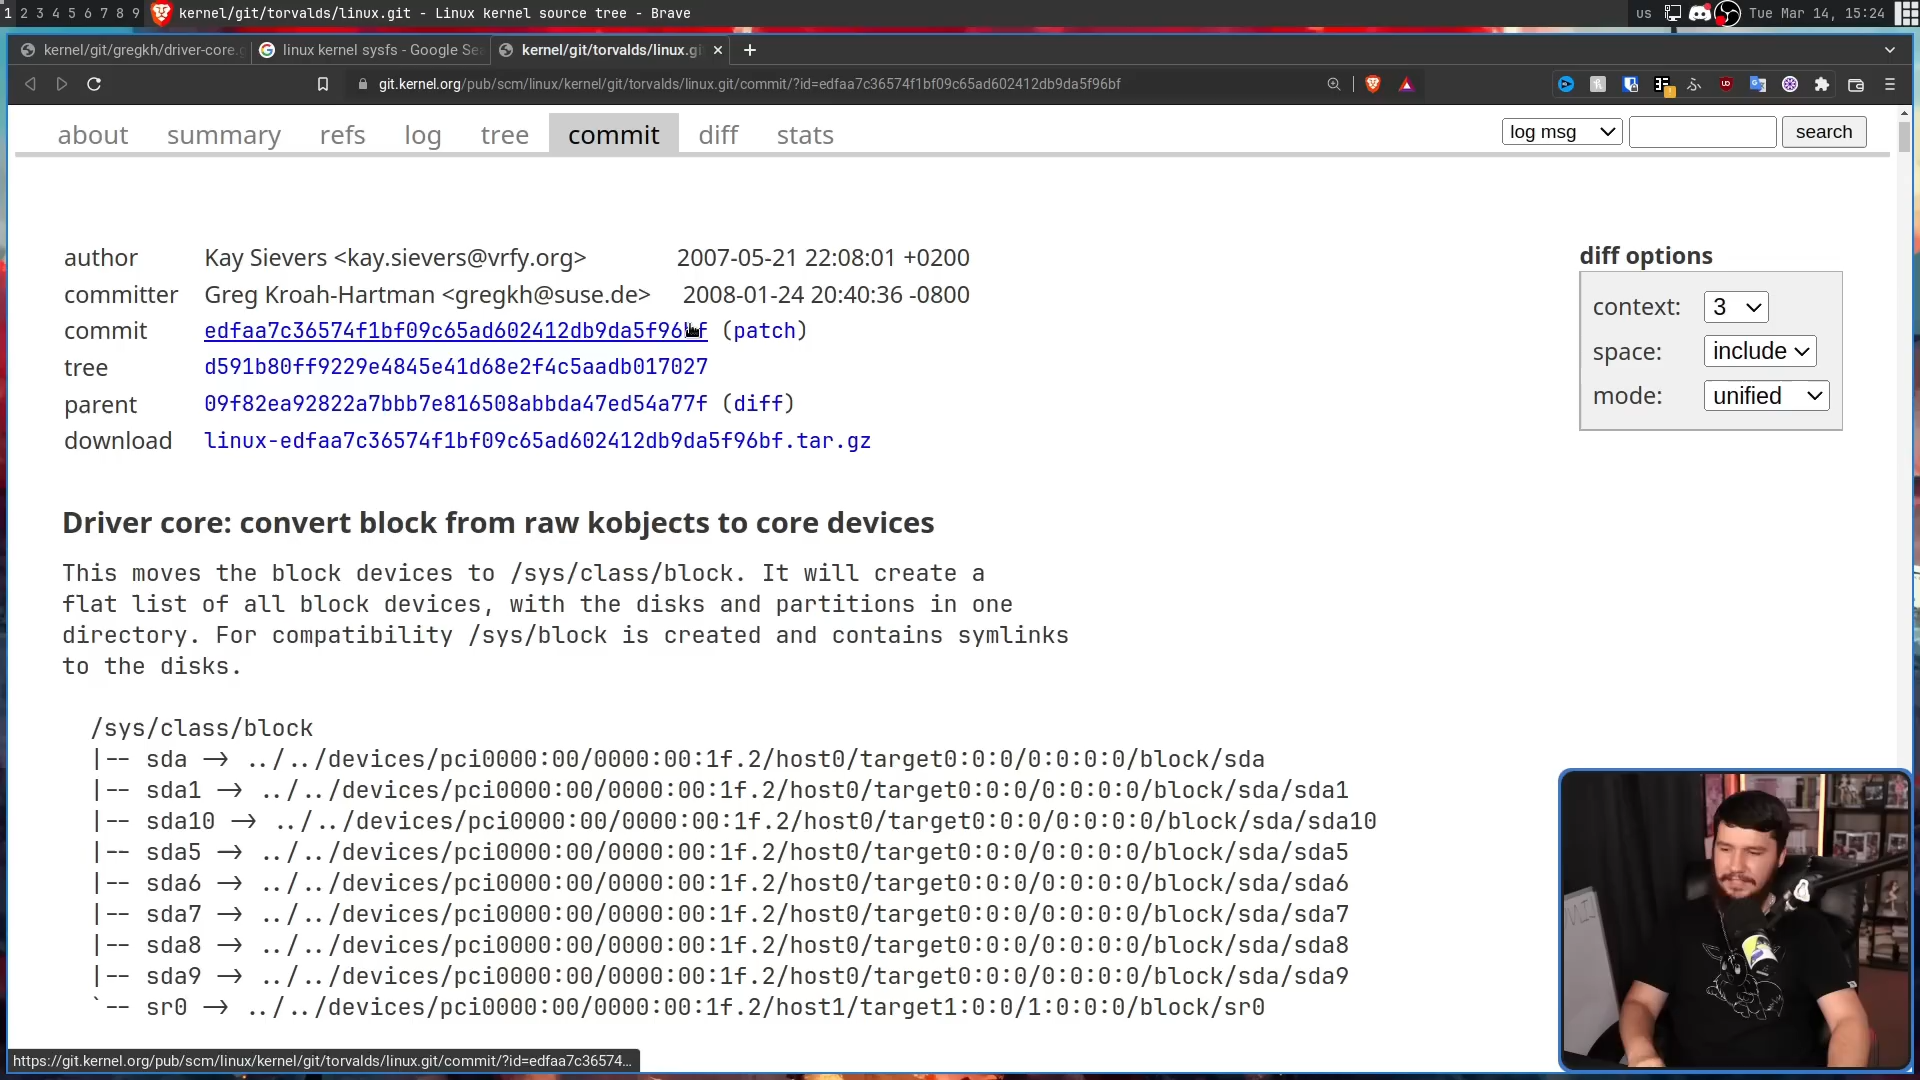 1 2 3 4 5 6 7 8 9 kernel/git/torvalds/linux.git - Linux kernel source tree - Brave us Tue Mar 14, 15:24
kernel/git/gregkh/driver-core.g linux kernel sysfs - Google Se kernel/git/torvalds/linux.gi
git.kernel.org/pub/scm/linux/kernel/git/torvalds/linux.git/commit/?id=edfaa7c36574f1bf09c65ad602412db9da5f96bf
about summary refs log tree commit diff stats log msg search
author Kay Sievers <kay.sievers@vrfy.org> 2007-05-21 22:08:01 +0200
committer Greg Kroah-Hartman <gregkh@suse.de> 2008-01-24 20:40:36 -0800
commit edfaa7c36574f1bf09c65ad602412db9da5f96bf (patch)
tree d591b80ff9229e4845e41d68e2f4c5aadb017027
parent 09f82ea92822a7bbb7e816508abbda47ed54a77f (diff)
download linux-edfaa7c36574f1bf09c65ad602412db9da5f96bf.tar.gz
diff options
context: 3
space: include
mode: unified
Driver core: convert block from raw kobjects to core devices
This moves the block devices to /sys/class/block. It will create a
flat list of all block devices, with the disks and partitions in one
directory. For compatibility /sys/block is created and contains symlinks
to the disks.
/sys/class/block
|-- sda -> ../../devices/pci0000:00/0000:00:1f.2/host0/target0:0:0/0:0:0:0/block/sda
|-- sda1 -> ../../devices/pci0000:00/0000:00:1f.2/host0/target0:0:0/0:0:0:0/block/sda/sda1
|-- sda10 -> ../../devices/pci0000:00/0000:00:1f.2/host0/target0:0:0/0:0:0:0/block/sda/sda10
|-- sda5 -> ../../devices/pci0000:00/0000:00:1f.2/host0/target0:0:0/0:0:0:0/block/sda/sda5
|-- sda6 -> ../../devices/pci0000:00/0000:00:1f.2/host0/target0:0:0/0:0:0:0/block/sda/sda6
|-- sda7 -> ../../devices/pci0000:00/0000:00:1f.2/host0/target0:0:0/0:0:0:0/block/sda/sda7
|-- sda8 -> ../../devices/pci0000:00/0000:00:1f.2/host0/target0:0:0/0:0:0:0/block/sda/sda8
|-- sda9 -> ../../devices/pci0000:00/0000:00:1f.2/host0/target0:0:0/0:0:0:0/block/sda/sda9
`-- sr0 -> ../../devices/pci0000:00/0000:00:1f.2/host1/target1:0:0/1:0:0:0/block/sr0
https://git.kernel.org/pub/scm/linux/kernel/git/torvalds/linux.git/commit/?id=edfaa7c36574...